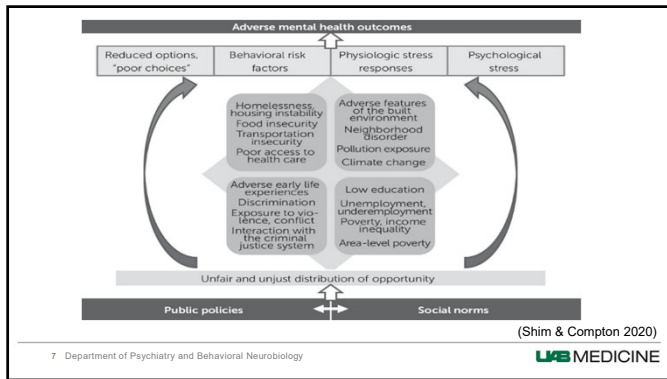 Adverse mental health outcomes
Reduced options,
"poor choices"
Behavioral risk
factors
Physiologic stress
responses
Psychological
stress
Homelessness,
housing instability
Food insecurity
Transportation
insecurity
Poor access to
health care
Adverse features
of the built
environment
Neighborhood
disorder
Pollution exposure
Climate change
Adverse early life
experiences
Discrimination
Exposure to vio-
lence, conflict
Interaction with
the criminal
justice system
Low education
Unemployment,
underemployment
Poverty, income
inequality
Area-level poverty
Unfair and unjust distribution of opportunity
Public policies
Social norms
(Shim & Compton 2020)
7 Department of Psychiatry and Behavioral Neurobiology
UAB MEDICINE